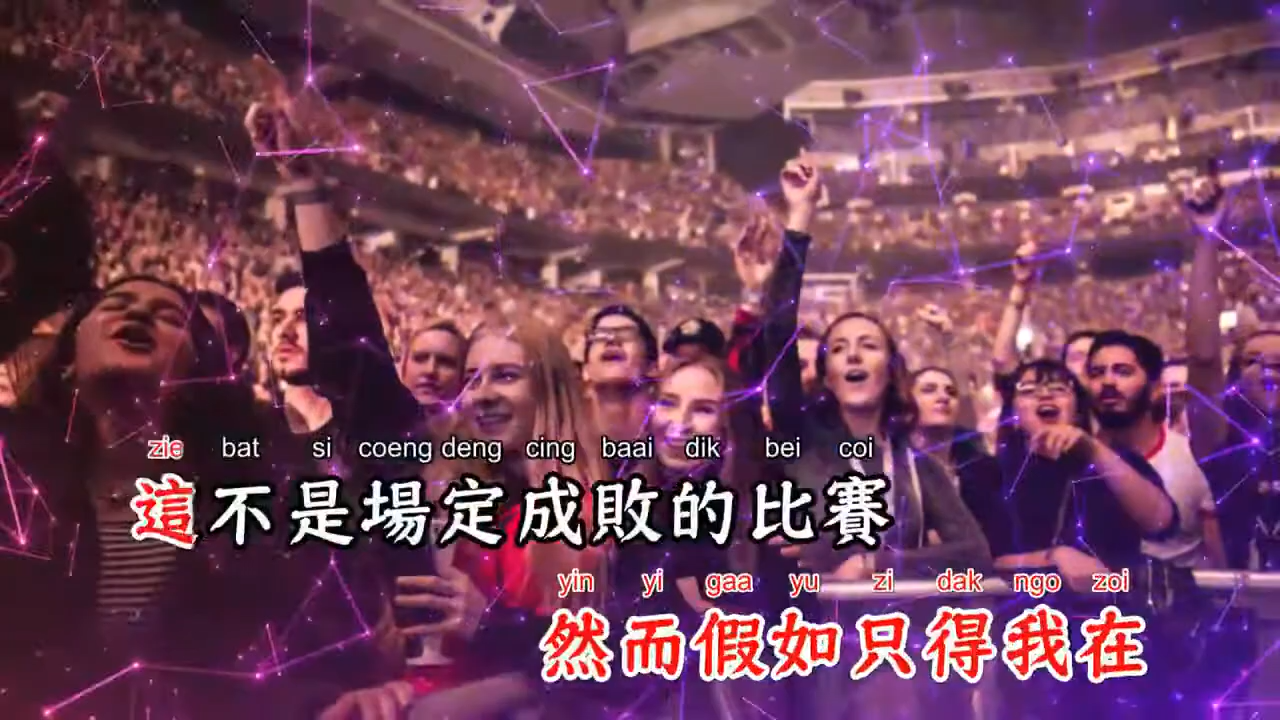 zie bat si coeng deng cing baai dik bei coi
這不是場定成敗的比賽
yin yi gaa yu zi dak ngo zoi
然而假如只得我在